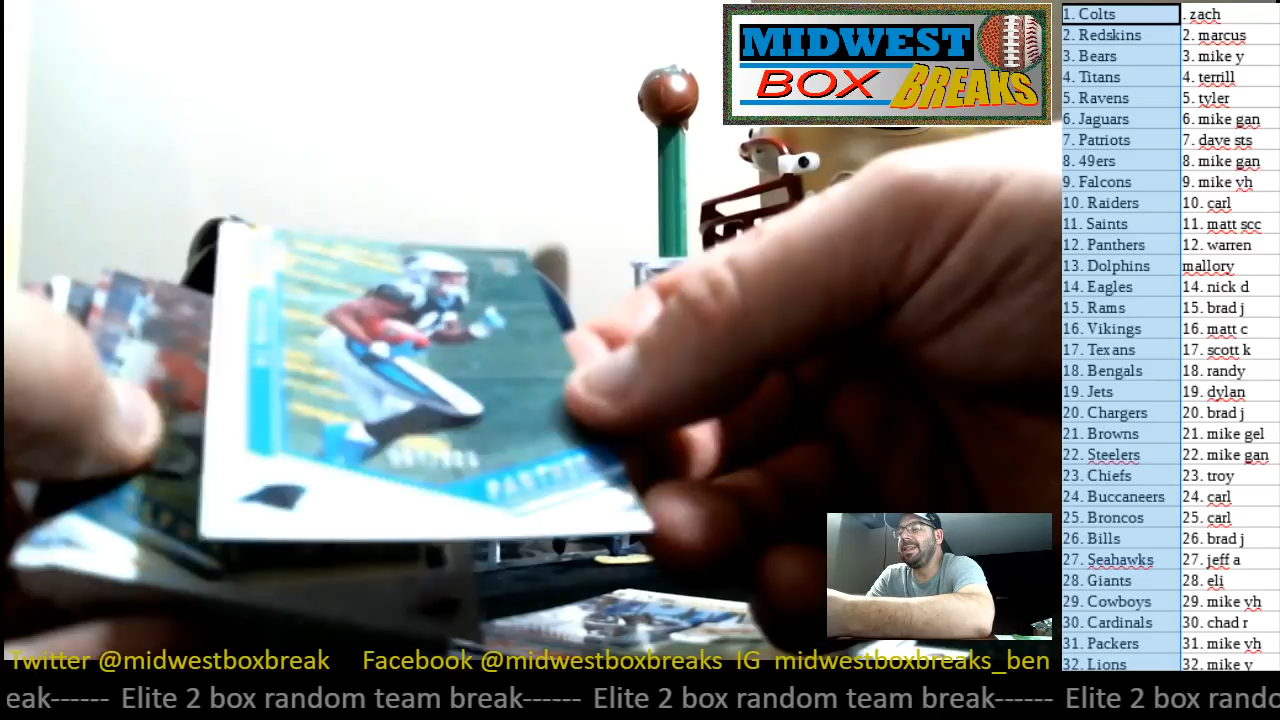 MIDWEST
BOX BREAKS
1. Colts . zach
2. Redskins 2. marcus
3. Bears 3. mike y
4. Titans 4. terrill
5. Ravens 5. tyler
6. Jaguars 6. mike gan
7. Patriots 7. dave sts
8. 49ers 8. mike gan
9. Falcons 9. mike vh
10. Raiders 10. carl
11. Saints 11. matt scc
12. Panthers 12. warren
13. Dolphins mallory
14. Eagles 14. nick d
15. Rams 15. brad j
16. Vikings 16. matt c
17. Texans 17. scott k
18. Bengals 18. randy
19. Jets 19. dylan
20. Chargers 20. brad j
21. Browns 21. mike gel
22. Steelers 22. mike gan
23. Chiefs 23. troy
24. Buccaneers 24. carl
25. Broncos 25. carl
26. Bills 26. brad j
27. Seahawks 27. jeff a
28. Giants 28. eli
29. Cowboys 29. mike vh
30. Cardinals 30. chad r
31. Packers 31. mike vh
32. Lions 32. mike y
Twitter @midwestboxbreak Facebook @midwestboxbreaks IG midwestboxbreaks_ben
eak------ Elite 2 box random team break------ Elite 2 box random team break------ Elite 2 box rando